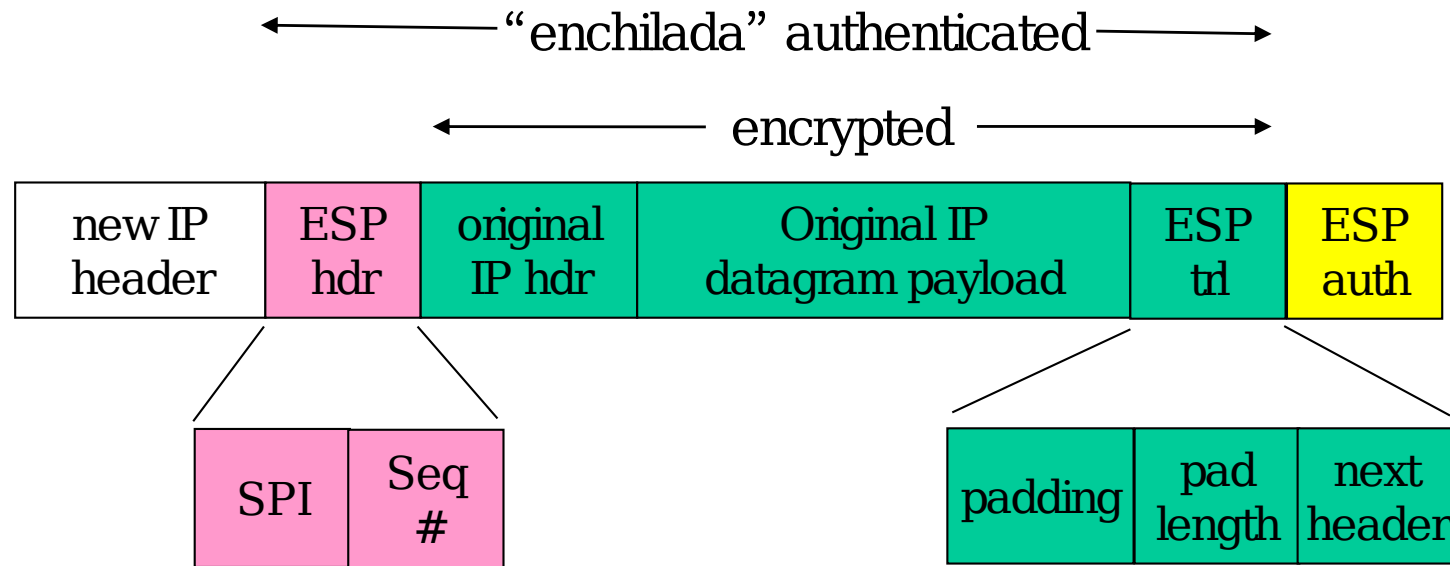 “enchilada” authenticated
encrypted
new IP
header
ESP
hdr
original
IP hdr
Original IP
datagram payload
ESP
trl
ESP
auth
SPI
Seq
#
padding
pad
length
next
header